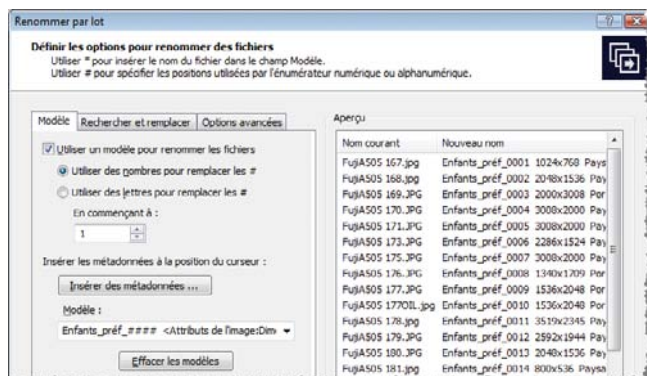 Renommer par lot
Définir les options pour renommer des fichiers
Utiliser * pour insérer le nom du fichier dans le champ Modèle.
Utiliser # pour spécifier les positions utilisées par l'énumérateur numérique ou alphanumérique.
Modèle Rechercher et remplacer Options avancées
Utiliser un modèle pour renommer les fichiers
Utiliser des nombres pour remplacer les #
Utiliser des lettres pour remplacer les #
En commençant à :
1
Insérer les métadonnées à la position du curseur :
Insérer des métadonnées ...
Modèle :
Enfants_préf_#### <Attributs de l'image:Dim
Effacer les modèles
Aperçu
Nom courant Nouveau nom
FujiA505 167.jpg Enfants_préf_0001 1024x768 Pays
FujiA505 168.jpg Enfants_préf_0002 2048x1536 Pay
FujiA505 169.JPG Enfants_préf_0003 2000x3008 Por
FujiA505 170.JPG Enfants_préf_0004 3008x2000 Pay
FujiA505 171.JPG Enfants_préf_0005 3008x2000 Pay
FujiA505 173.JPG Enfants_préf_0006 2286x1524 Pay
FujiA505 175.JPG Enfants_préf_0007 3008x2000 Pay
FujiA505 176.JPG Enfants_préf_0008 1340x1709 Por
FujiA505 177.JPG Enfants_préf_0009 1536x2048 Por
FujiA505 177OIL.jpg Enfants_préf_0010 1536x2048 Por
FujiA505 178.jpg Enfants_préf_0011 3519x2345 Pay
FujiA505 179.JPG Enfants_préf_0012 2592x1944 Pay
FujiA505 180.JPG Enfants_préf_0013 2048x1536 Pay
FujiA505 181.jpg Enfants_préf_0014 800x536 Paysa